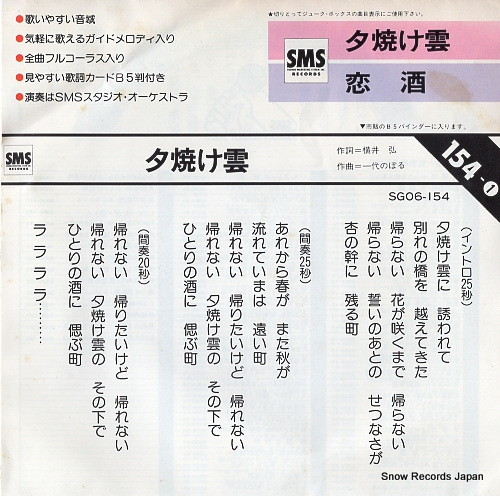 ●歌いやすい音域
●気軽に歌えるガイドメロディ入り
●全曲フルコーラス入り
●見やすい歌詞カードB5判付き
●演奏はSMSスタジオ・オーケストラ
★切りとってジューク・ボックスの曲目表示にご使用下さい。
SMS
RECORDS
夕焼け雲
恋酒
▼市販のB5バインダーに入ります。
SMS
RECORDS
夕焼け雲
作詞=横井 弘
作曲=一代のぼる
154-①
SG06-154
(イントロ25秒)
夕焼け雲に 誘われて
別れの橋を 越えてきた
帰らない 花が咲くまで 帰らない
帰らない 誓いのあとの せつなさが
杏の幹に 残る町
(間奏25秒)
あれから春が また秋が
流れていまは 遠い町
帰れない 帰りたいけど 帰れない
帰れない 夕焼け雲の その下で
ひとりの酒に 偲ぶ町
(間奏20秒)
帰れない 帰りたいけど 帰れない
帰れない 夕焼け雲の その下で
ひとりの酒に 偲ぶ町
ラ ラ ラ ラ………
Snow Records Japan